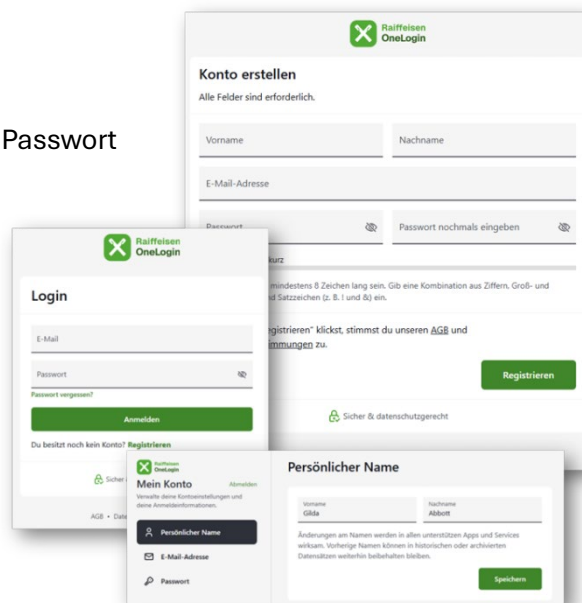 Passwort
Raiffeisen
OneLogin
Konto erstellen
Alle Felder sind erforderlich.
Vorname
Nachname
E-Mail-Adresse
Passwort
Passwort nochmals eingeben
kurz
mindestens 8 Zeichen lang sein. Gib eine Kombination aus Ziffern, Groß- und
Satzzeichen (z. B. ! und &) ein.
klickst, stimmst du unseren AGB und
zu.
Registrieren
Sicher & datenschutzgerecht
Raiffeisen
OneLogin
Login
E-Mail
Passwort
Passwort vergessen?
Anmelden
Du besitzt noch kein Konto? Registrieren
Sicher
AGB •
Raiffeisen
OneLogin
Mein Konto
Abmelden
Verwalte deine Kontoeinstellungen und
deine Anmeldeinformationen.
Persönlicher Name
E-Mail-Adresse
Passwort
Persönlicher Name
Vorname
Gilda
Nachname
Abbott
Änderungen am Namen werden in allen unterstützen Apps und Services
wirksam. Vorherige Namen können in historischen oder archivierten
Datensätzen weiterhin beibehalten bleiben.
Speichern